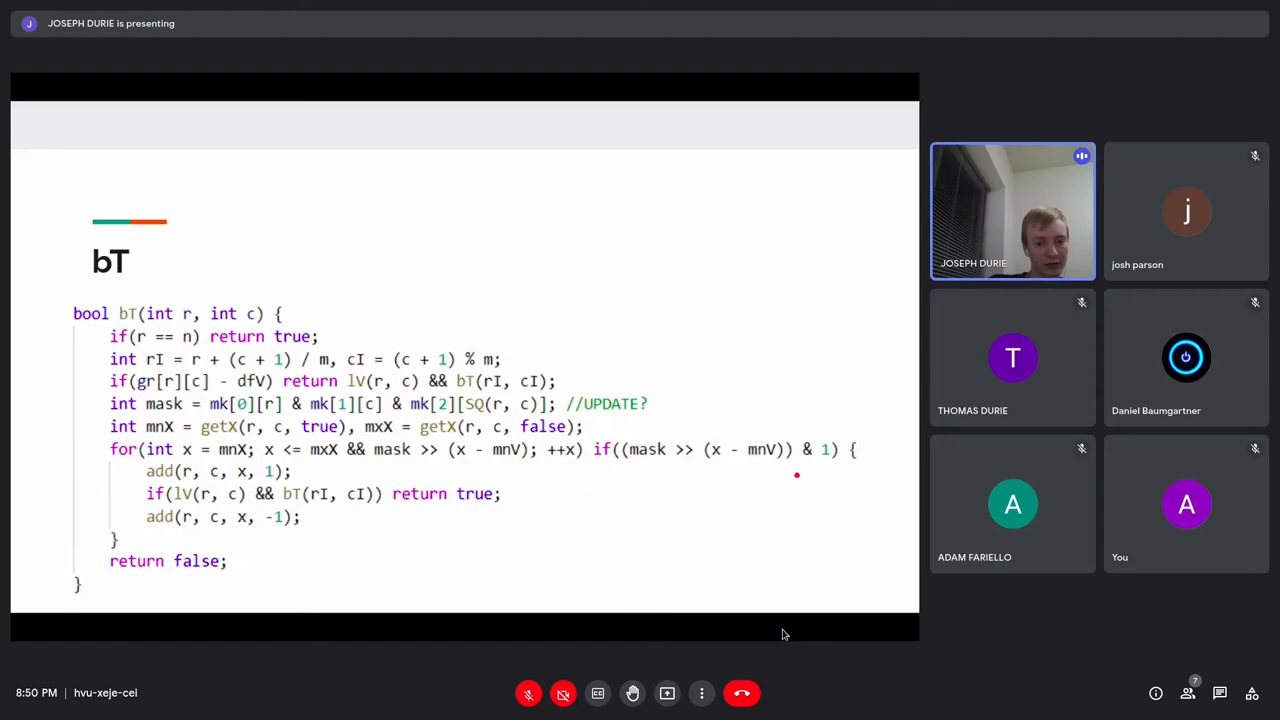 J
JOSEPH DURIE is presenting
bT
bool bT(int r, int c) {
if(r == n) return true;
int rI = r + (c + 1) / m, cI = (c + 1) % m;
if(gr[r][c] - dfV) return lV(r, c) && bT(rI, cI);
int mask = mk[0][r] & mk[1][c] & mk[2][SQ(r, c)]; //UPDATE?
int mnX = getX(r, c, true), mxX = getX(r, c, false);
for(int x = mnX; x <= mxX && mask >> (x - mnV); ++x) if((mask >> (x - mnV)) & 1) {
add(r, c, x, 1);
if(lV(r, c) && bT(rI, cI)) return true;
add(r, c, x, -1);
}
return false;
}
JOSEPH DURIE
j
josh parson
T
THOMAS DURIE
Daniel Baumgartner
A
ADAM FARIELLO
A
You
8:50 PM | hvu-xeje-cei
CC
7